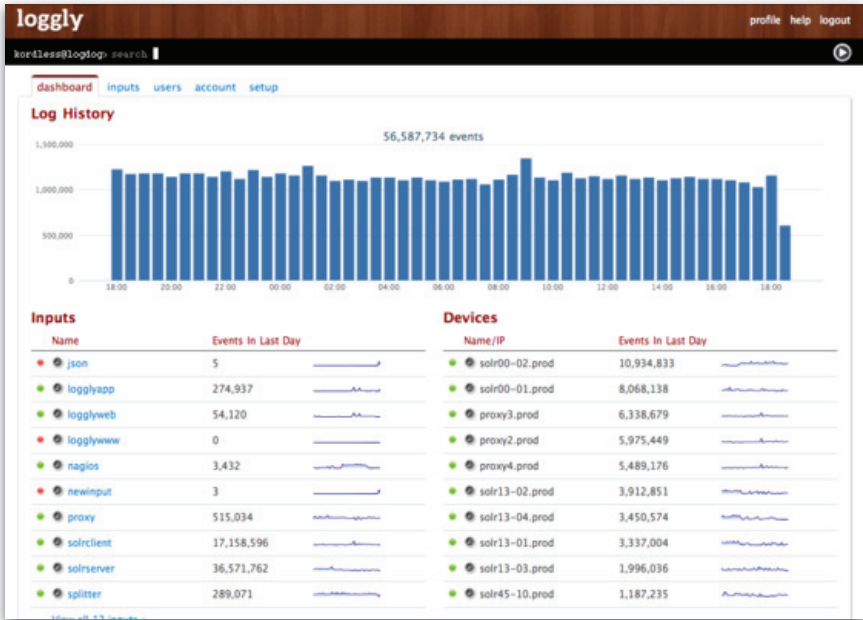 loggly
profile help logout
kordless@logdog> search
dashboard inputs users account setup
Log History
56,587,734 events
1,500,000
1,000,000
500,000
0
18:00 20:00 22:00 00:00 02:00 04:00 06:00 08:00 10:00 12:00 14:00 16:00 18:00
Inputs
Name Events In Last Day
json 5
logglyapp 274,937
logglyweb 54,120
logglywww 0
nagios 3,432
newinput 3
proxy 515,034
solrclient 17,158,596
solrserver 36,571,762
splitter 289,071
View all 12 inputs
Devices
Name/IP Events In Last Day
solr00-02.prod 10,934,833
solr00-01.prod 8,068,138
proxy3.prod 6,338,679
proxy2.prod 5,975,449
proxy4.prod 5,489,176
solr13-02.prod 3,912,851
solr13-04.prod 3,450,574
solr13-01.prod 3,337,004
solr13-03.prod 1,996,036
solr45-10.prod 1,187,235